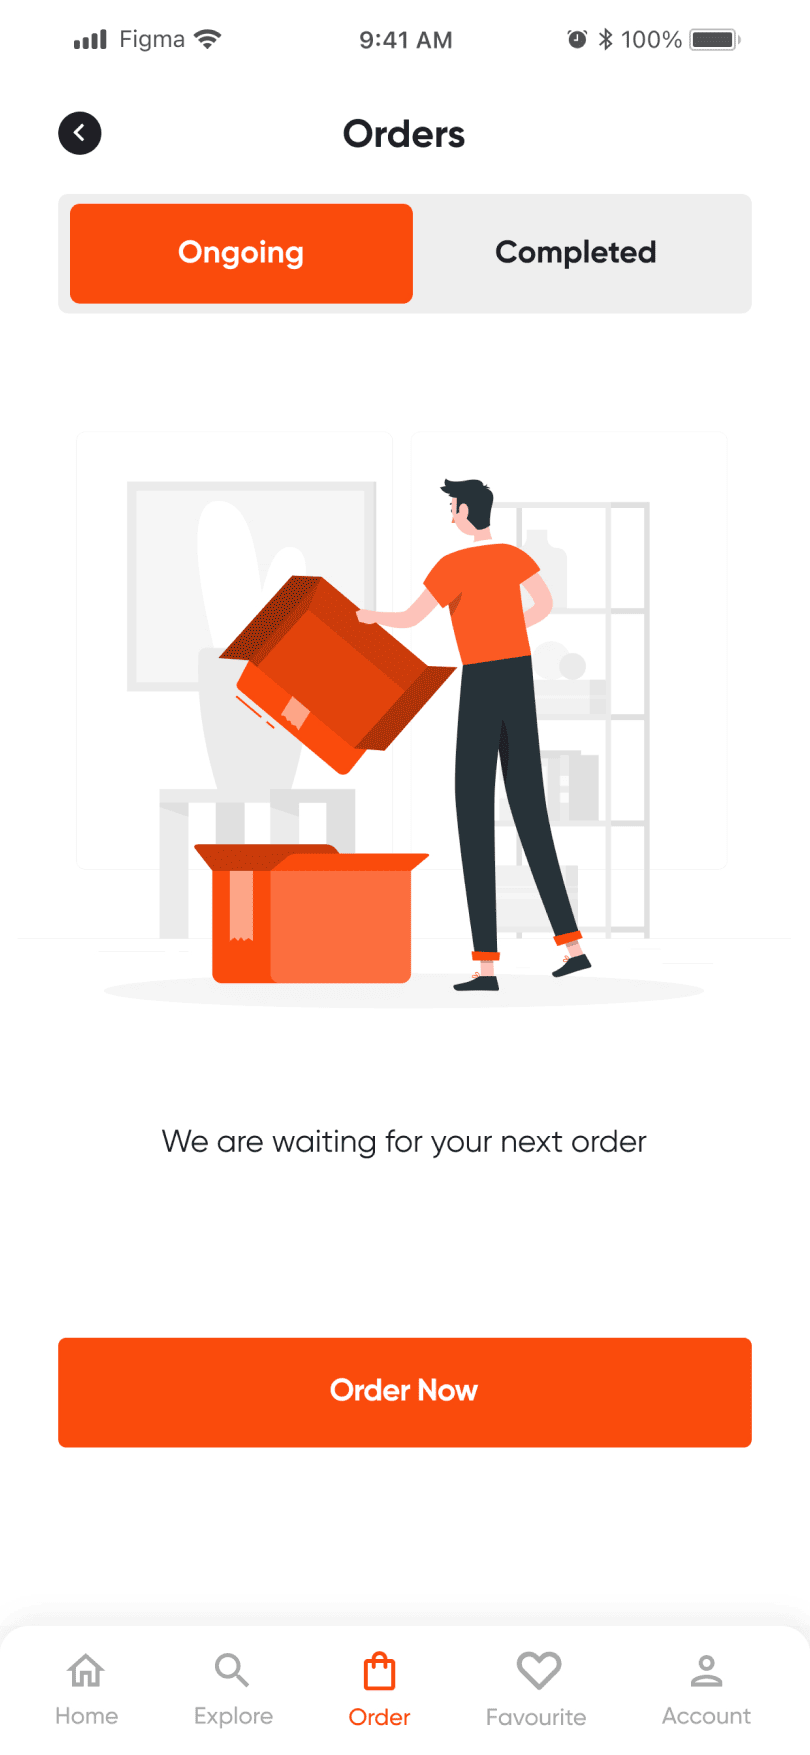 Figma 9:41 AM 100%
Orders
Ongoing Completed
We are waiting for your next order
Order Now
Home Explore Order Favourite Account